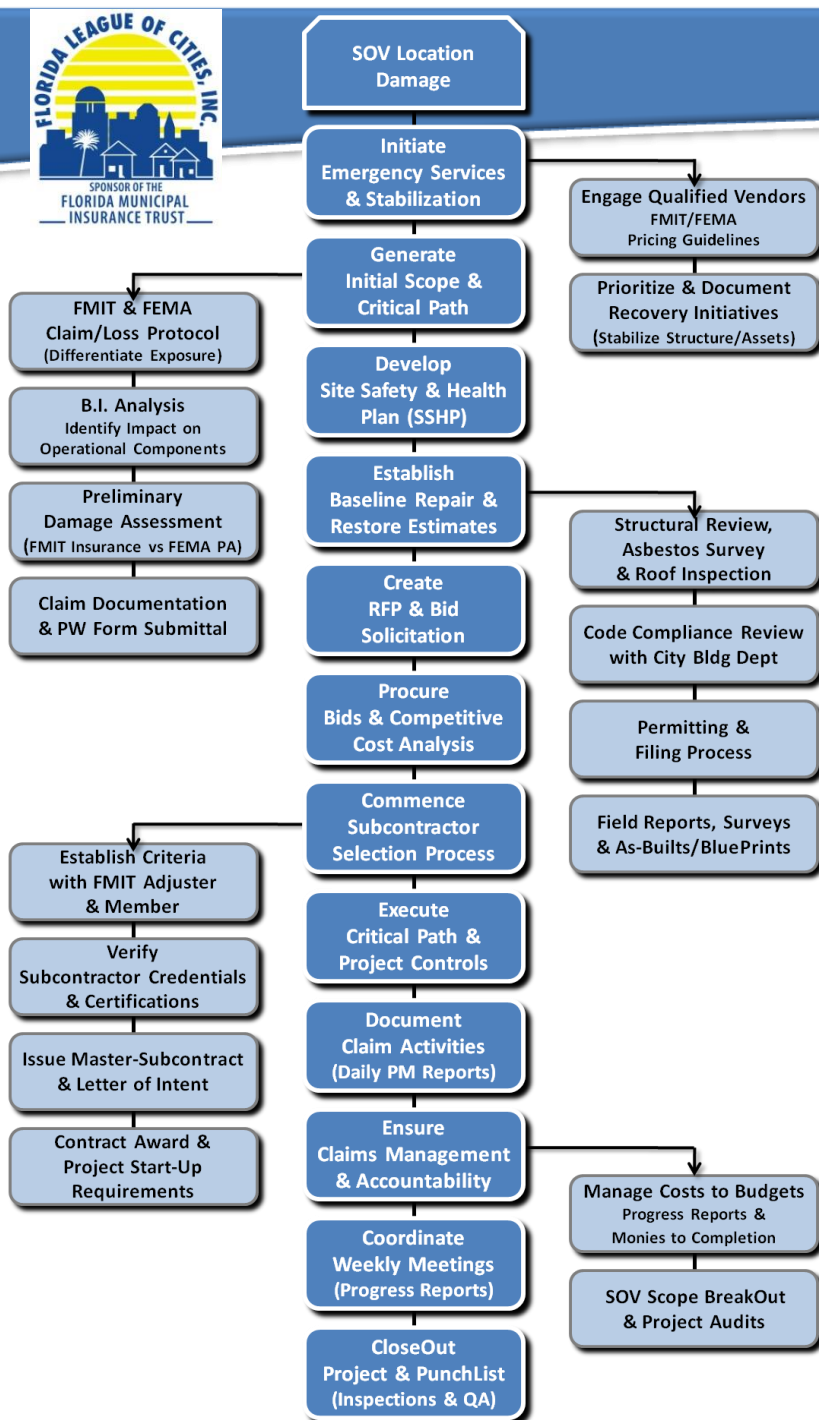 FLORIDA LEAGUE OF CITIES, INC.
SPONSOR OF THE
FLORIDA MUNICIPAL
INSURANCE TRUST
SOV Location
Damage
Initiate
Emergency Services
& Stabilization
Engage Qualified Vendors
FMIT/FEMA
Pricing Guidelines
Prioritize & Document
Recovery Initiatives
(Stabilize Structure/Assets)
Generate
Initial Scope &
Critical Path
FMIT & FEMA
Claim/Loss Protocol
(Differentiate Exposure)
B.I. Analysis
Identify Impact on
Operational Components
Preliminary
Damage Assessment
(FMIT Insurance vs FEMA PA)
Claim Documentation
& PW Form Submittal
Develop
Site Safety & Health
Plan (SSHP)
Establish
Baseline Repair &
Restore Estimates
Structural Review,
Asbestos Survey
& Roof Inspection
Code Compliance Review
with City Bldg Dept
Permitting &
Filing Process
Field Reports, Surveys
& As-Builts/BluePrints
Create
RFP & Bid
Solicitation
Procure
Bids & Competitive
Cost Analysis
Commence
Subcontractor
Selection Process
Establish Criteria
with FMIT Adjuster
& Member
Verify
Subcontractor Credentials
& Certifications
Issue Master-Subcontract
& Letter of Intent
Contract Award &
Project Start-Up
Requirements
Execute
Critical Path &
Project Controls
Document
Claim Activities
(Daily PM Reports)
Ensure
Claims Management
& Accountability
Manage Costs to Budgets
Progress Reports &
Monies to Completion
SOV Scope BreakOut
& Project Audits
Coordinate
Weekly Meetings
(Progress Reports)
CloseOut
Project & PunchList
(Inspections & QA)